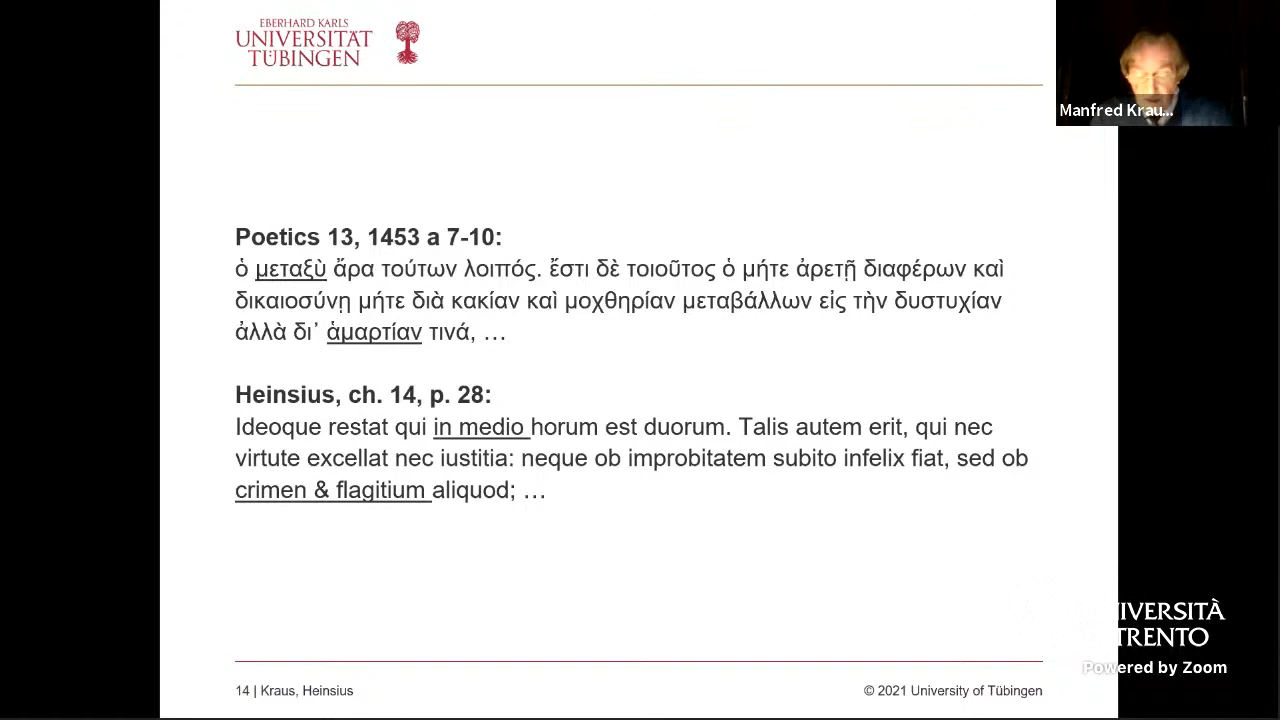 EBERHARD KARLS
UNIVERSITÄT
TÜBINGEN
Manfred Krau...
Poetics 13, 1453 a 7-10:
ὁ μεταξὺ ἄρα τούτων λοιπός. ἔστι δὲ τοιοῦτος ὁ μήτε ἀρετῇ διαφέρων καὶ
δικαιοσύνῃ μήτε διὰ κακίαν καὶ μοχθηρίαν μεταβάλλων εἰς τὴν δυστυχίαν
ἀλλὰ δι᾿ ἁμαρτίαν τινά, …
Heinsius, ch. 14, p. 28:
Ideoque restat qui in medio horum est duorum. Talis autem erit, qui nec
virtute excellat nec iustitia: neque ob improbitatem subito infelix fiat, sed ob
crimen & flagitium aliquod; …
IVERSITÀ
TRENTO
Powered by Zoom
14 | Kraus, Heinsius
© 2021 University of Tübingen